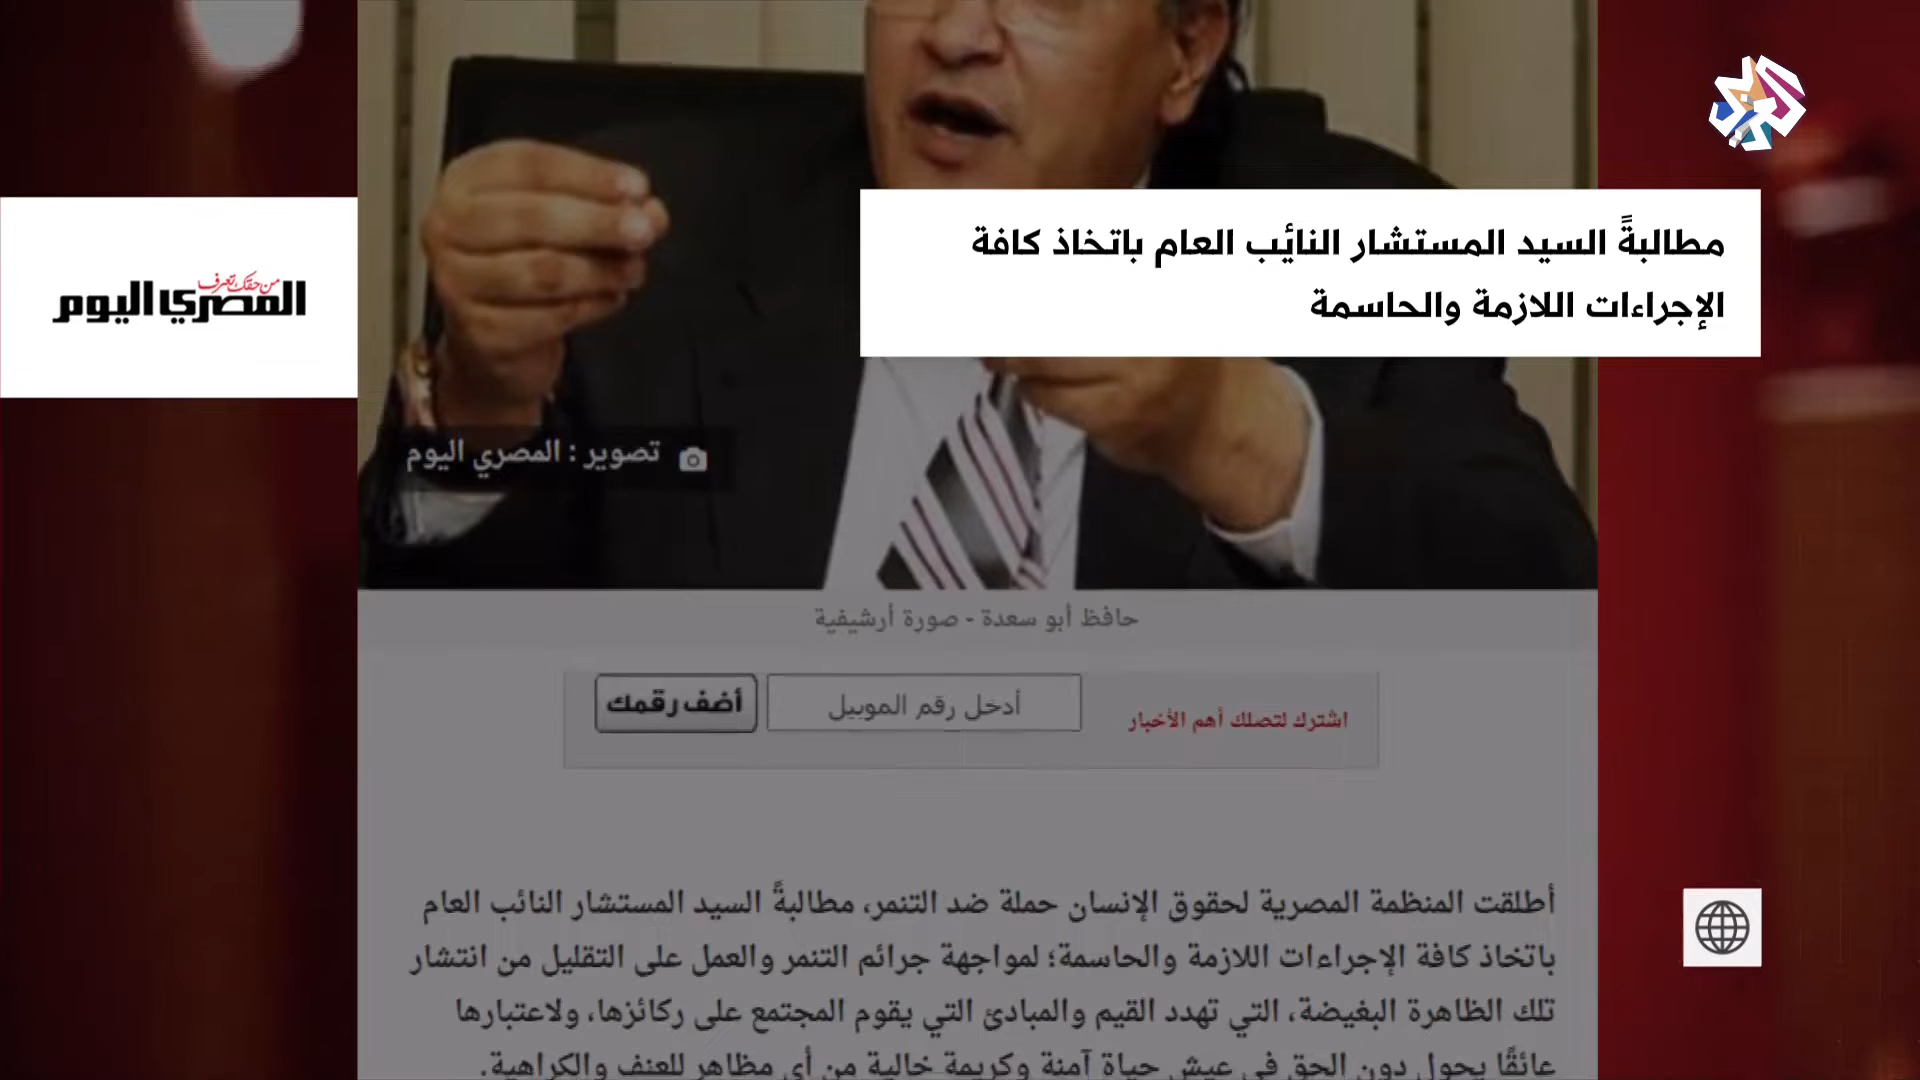 مطالبةً السيد المستشار النائب العام باتخاذ كافة
الإجراءات اللازمة والحاسمة
من حقك تعرف
المصري اليوم
تصوير : المصري اليوم
حافظ أبو سعدة - صورة أرشيفية
اشترك لتصلك أهم الأخبار
أدخل رقم الموبيل
أضف رقمك
أطلقت المنظمة المصرية لحقوق الإنسان حملة ضد التنمر، مطالبةً السيد المستشار النائب العام
باتخاذ كافة الإجراءات اللازمة والحاسمة؛ لمواجهة جرائم التنمر والعمل على التقليل من انتشار
تلك الظاهرة البغيضة، التي تهدد القيم والمبادئ التي يقوم المجتمع على ركائزها، ولاعتبارها
عائقًا يحول دون الحق في عيش حياة آمنة وكريمة خالية من أي مظاهر للعنف والكراهية.